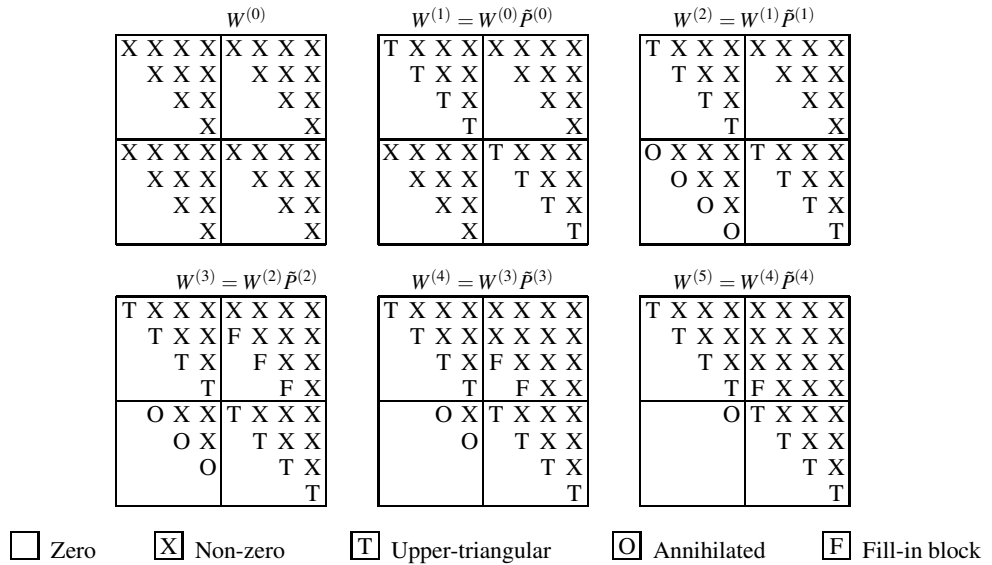 W^{(0)} W^{(1)} = W^{(0)} P̃^{(0)} W^{(2)} = W^{(1)} P̃^{(1)}
X X X X X X X X T X X X X X X X T X X X X X X X
X X X X X X T X X X X X T X X X X X
X X X X T X X X T X X X
X X T X T X
X X X X X X X X X X X X T X X X O X X X T X X X
X X X X X X X X X T X X O X X T X X
X X X X X X T X O X T X
X X X T O T
W^{(3)} = W^{(2)} P̃^{(2)} W^{(4)} = W^{(3)} P̃^{(3)} W^{(5)} = W^{(4)} P̃^{(4)}
T X X X X X X X T X X X X X X X T X X X X X X X
T X X F X X X T X X X X X X T X X X X X X
T X F X X T X F X X X T X X X X X
T F X T F X X T F X X X
O X X T X X X O X T X X X O T X X X
O X T X X O T X X T X X
O T X T X T X
T T T
Zero X Non-zero T Upper-triangular O Annihilated F Fill-in block